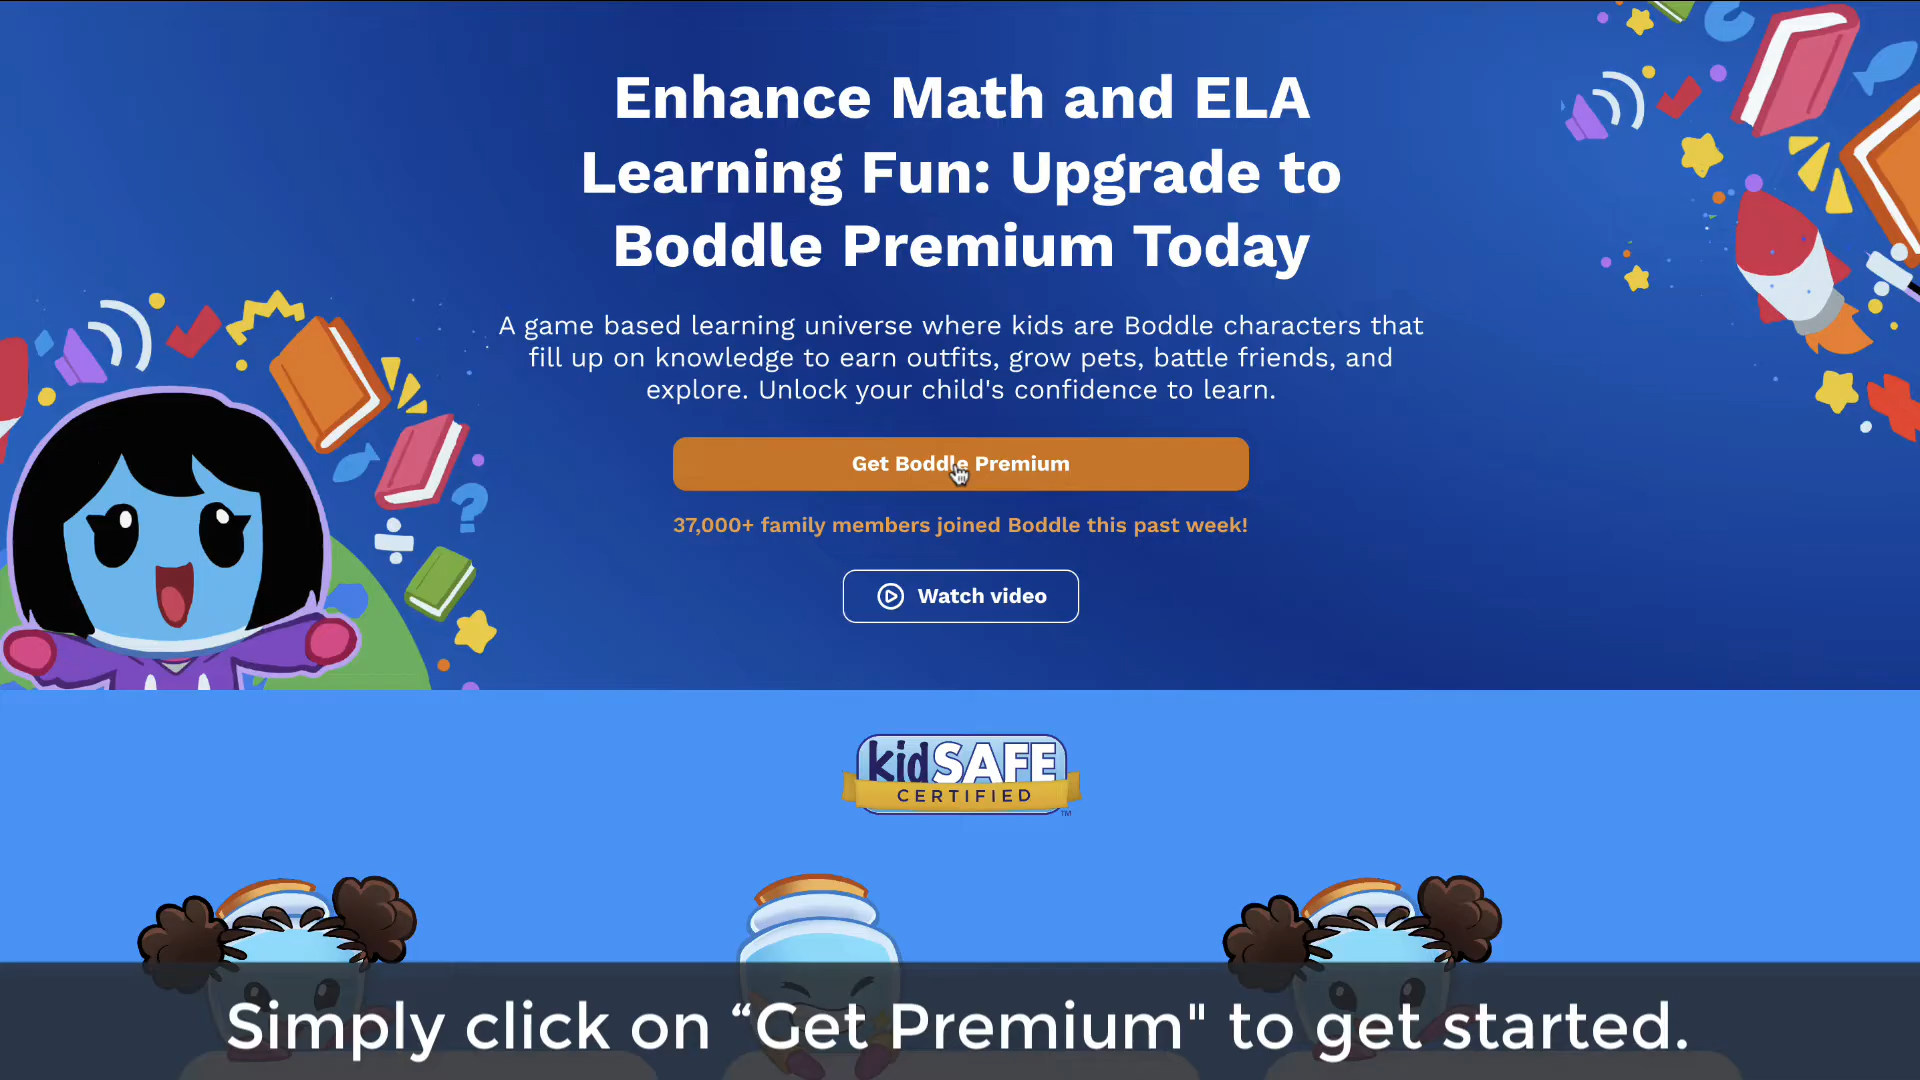 Enhance Math and ELA
Learning Fun: Upgrade to
Boddle Premium Today
A game based learning universe where kids are Boddle characters that
fill up on knowledge to earn outfits, grow pets, battle friends, and
explore. Unlock your child's confidence to learn.
Get Boddle Premium
37,000+ family members joined Boddle this past week!
Watch video
kidSAFE
CERTIFIED
TM
Simply click on “Get Premium" to get started.